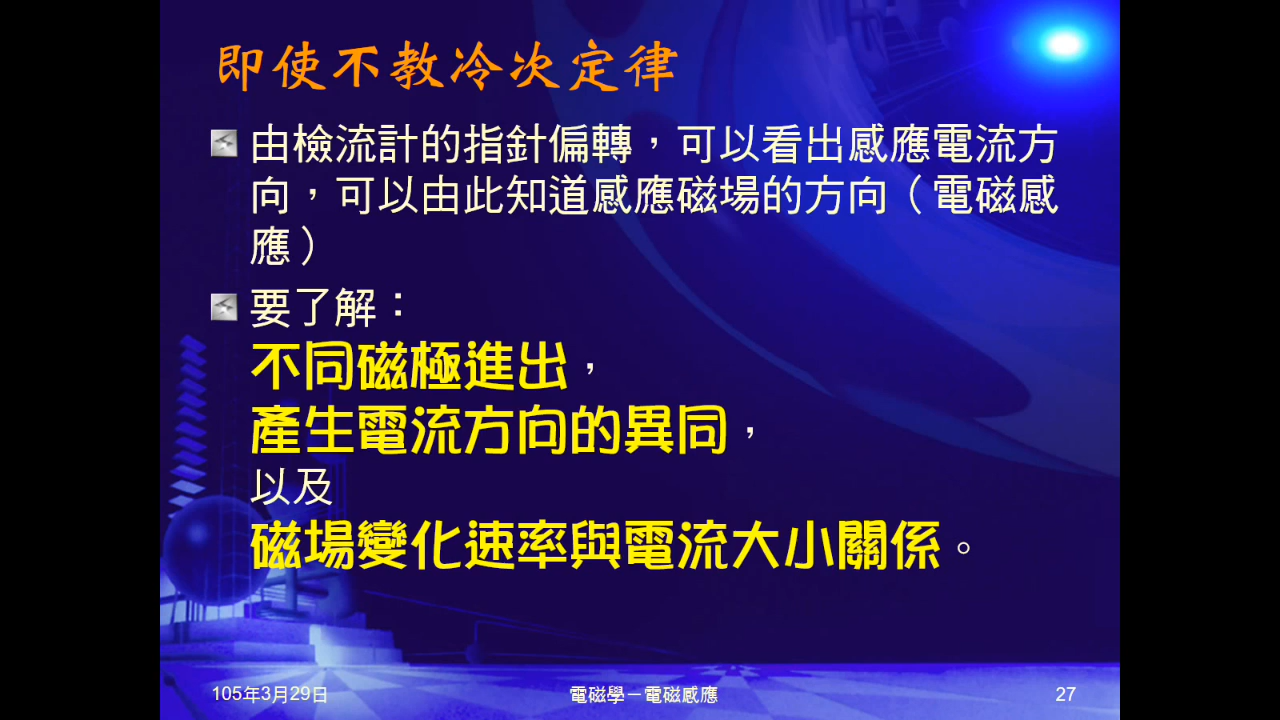 即使不教冷次定律
由檢流計的指針偏轉，可以看出感應電流方
向，可以由此知道感應磁場的方向（電磁感
應）
要了解：
不同磁極進出，
產生電流方向的異同，
以及
磁場變化速率與電流大小關係。
105年3月29日
電磁學－電磁感應
27